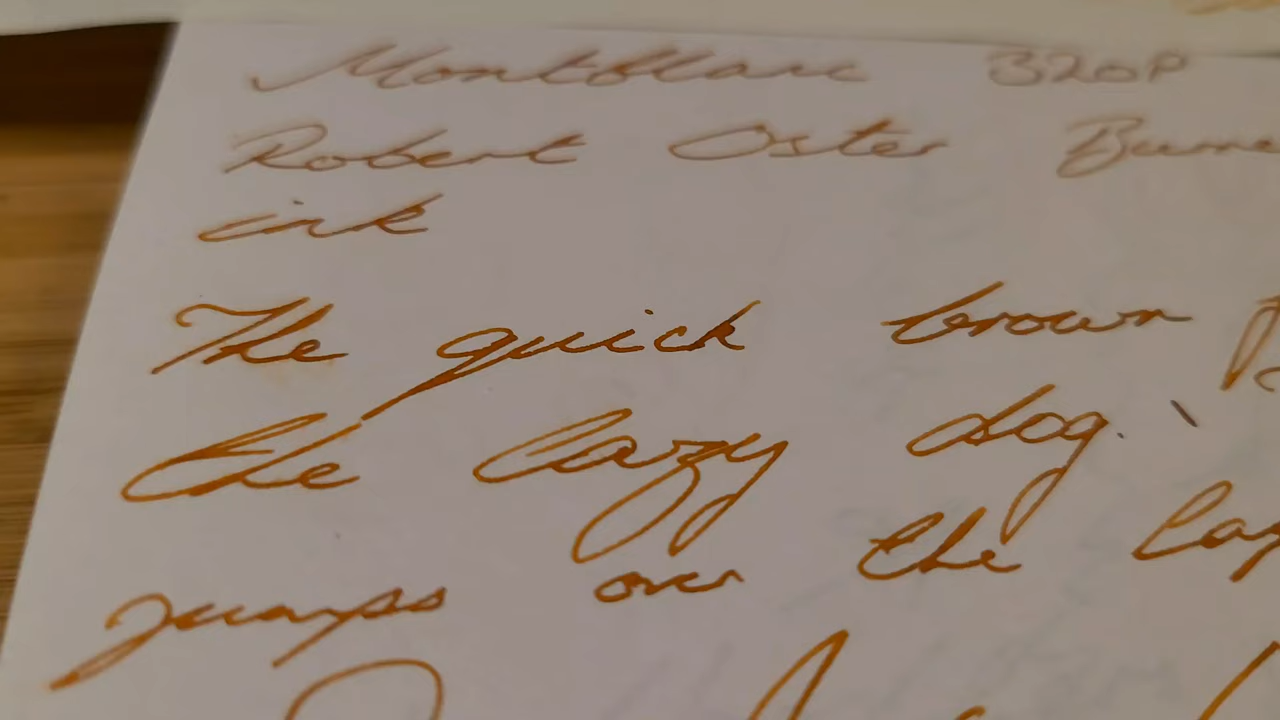 Montblanc 320P
Robert Oster
ink
The quick brown
the lazy dog.
jumps over the